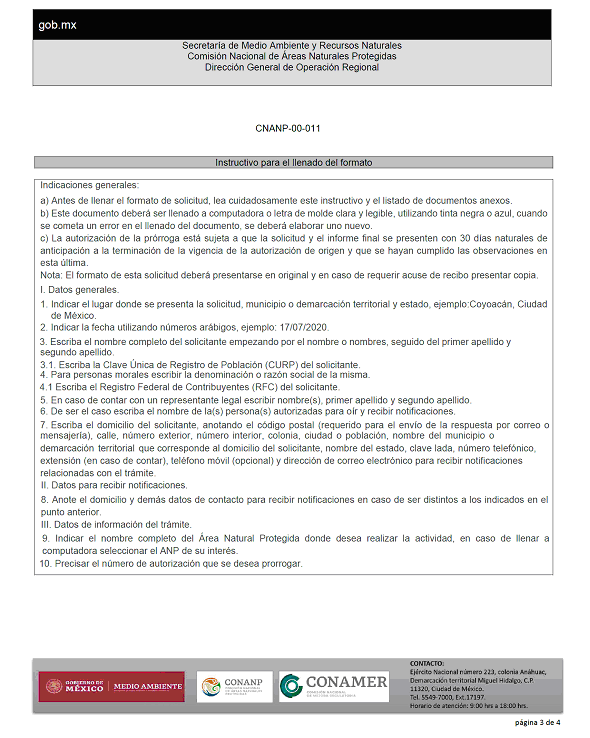 gob.mx
Secretaría de Medio Ambiente y Recursos Naturales
Comisión Nacional de Áreas Naturales Protegidas
Dirección General de Operación Regional
CNANP-00-011
Instructivo para el llenado del formato
Indicaciones generales:
a) Antes de llenar el formato de solicitud, lea cuidadosamente este instructivo y el listado de documentos anexos.
b) Este documento deberá ser llenado a computadora o letra de molde clara y legible, utilizando tinta negra o azul, cuando
se cometa un error en el llenado del documento, se deberá elaborar uno nuevo.
c) La autorización de la prórroga está sujeta a que la solicitud y el informe final se presenten con 30 días naturales de
anticipación a la terminación de la vigencia de la autorización de origen y que se hayan cumplido las observaciones en
esta última.
Nota: El formato de esta solicitud deberá presentarse en original y en caso de requerir acuse de recibo presentar copia.
I. Datos generales.
1. Indicar el lugar donde se presenta la solicitud, municipio o demarcación territorial y estado, ejemplo:Coyoacán, Ciudad
de México.
2. Indicar la fecha utilizando números arábigos, ejemplo: 17/07/2020.
3. Escriba el nombre completo del solicitante empezando por el nombre o nombres, seguido del primer apellido y
segundo apellido.
3.1. Escriba la Clave Única de Registro de Población (CURP) del solicitante.
4. Para personas morales escribir la denominación o razón social de la misma.
4.1 Escriba el Registro Federal de Contribuyentes (RFC) del solicitante.
5. En caso de contar con un representante legal escribir nombre(s), primer apellido y segundo apellido.
6. De ser el caso escriba el nombre de la(s) persona(s) autorizadas para oír y recibir notificaciones.
7. Escriba el domicilio del solicitante, anotando el código postal (requerido para el envío de la respuesta por correo o
mensajería), calle, número exterior, número interior, colonia, ciudad o población, nombre del municipio o
demarcación territorial que corresponde al domicilio del solicitante, nombre del estado, clave lada, número telefónico,
extensión (en caso de contar), teléfono móvil (opcional) y dirección de correo electrónico para recibir notificaciones
relacionadas con el trámite.
II. Datos para recibir notificaciones.
8. Anote el domicilio y demás datos de contacto para recibir notificaciones en caso de ser distintos a los indicados en el
punto anterior.
III. Datos de información del trámite.
9. Indicar el nombre completo del Área Natural Protegida donde desea realizar la actividad, en caso de llenar a
computadora seleccionar el ANP de su interés.
10. Precisar el número de autorización que se desea prorrogar.
GOBIERNO DE
MÉXICO
MEDIO AMBIENTE
CONANP
COMISIÓN NACIONAL
DE ÁREAS NATURALES
PROTEGIDAS
CONAMER
COMISIÓN NACIONAL
DE MEJORA REGULATORIA
CONTACTO:
Ejército Nacional número 223, colonia Anáhuac,
Demarcación territorial Miguel Hidalgo, C.P.
11320, Ciudad de México.
Tel. 5549-7000, Ext.17197.
Horario de atención: 9:00 hrs a 18:00 hrs.
página 3 de 4